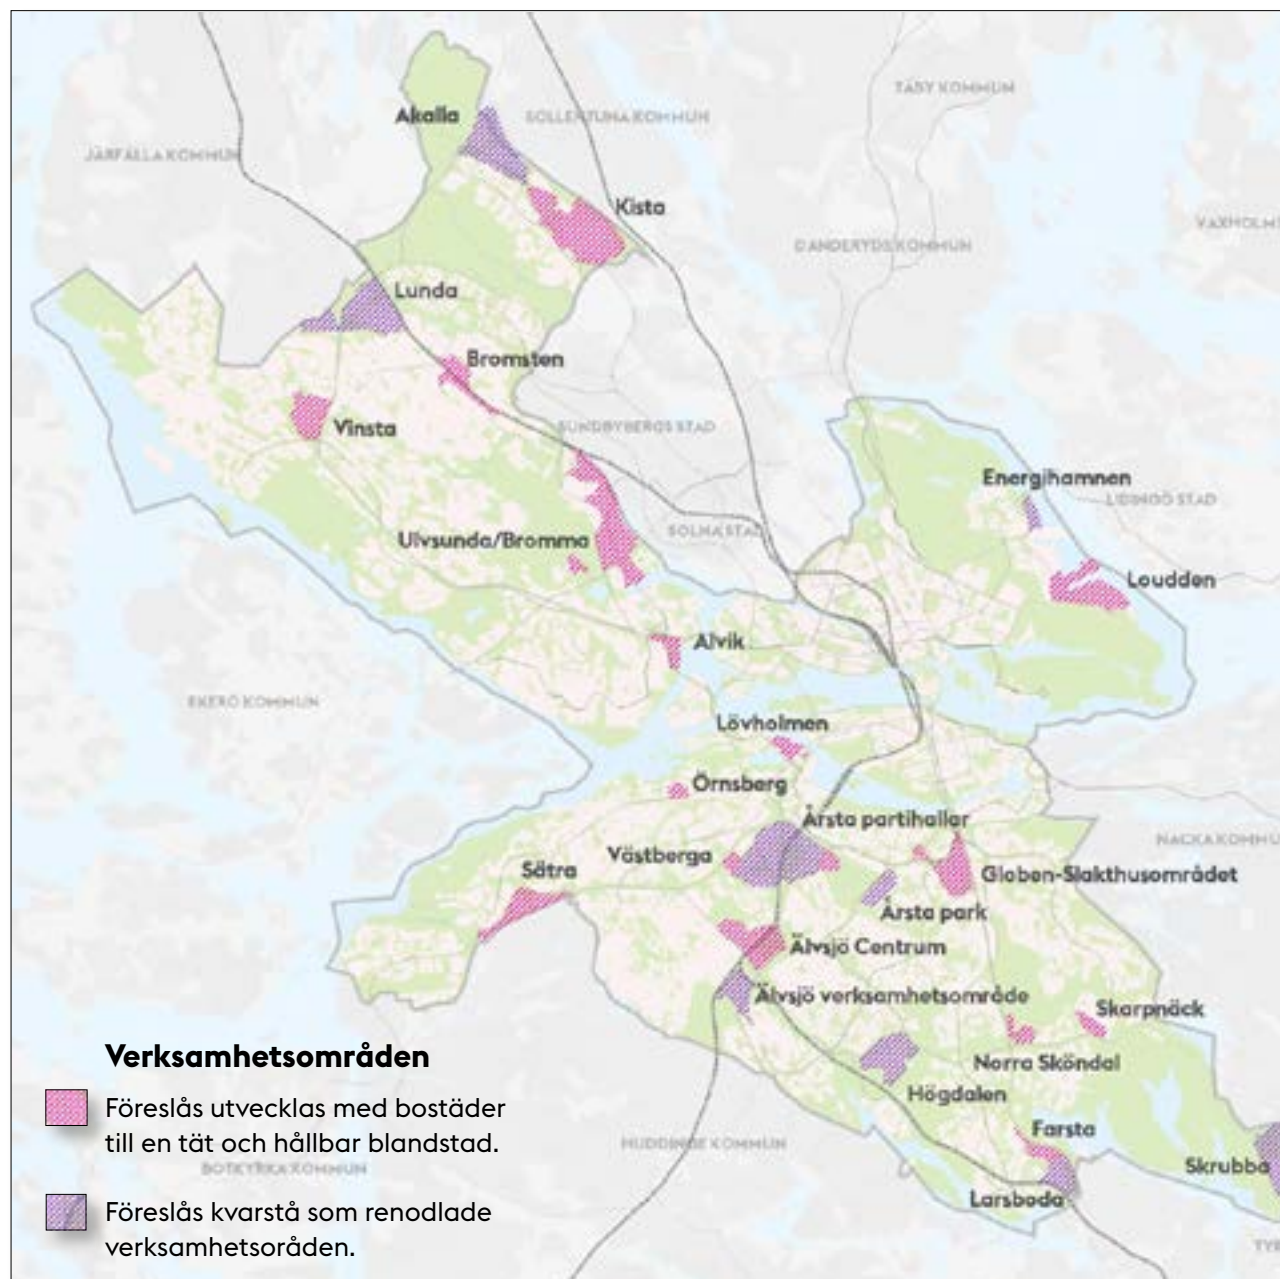 TÄBY KOMMUN
Akalla
SOLLENTUNA KOMMUN
JÄRFÄLLA KOMMUN
Kista
VAXHOLMS
DANDERYDS KOMMUN
Lunda
Bromsten
Vinsta
SUNDBYBERGS STAD
Energihamnen
LIDINGÖ STAD
Ulvsunda/Bromma
SOLNA STAD
Loudden
Alvik
EKERÖ KOMMUN
Lövholmen
Örnsberg
Årsta partihallar
NACKA KOMMU
Västberga
Sätra
Globen-Slakthusområdet
Årsta park
Älvsjö Centrum
Älvsjö verksamhetsområde
Skarpnäck
Norra Sköndal
Högdalen
Farsta
HUDDINGE KOMMUN
Skrubba
Larsboda
TYR
BOTKYRKA KOMMUN
Verksamhetsområden
Föreslås utvecklas med bostäder
till en tät och hållbar blandstad.
Föreslås kvarstå som renodlade
verksamhetsoråden.